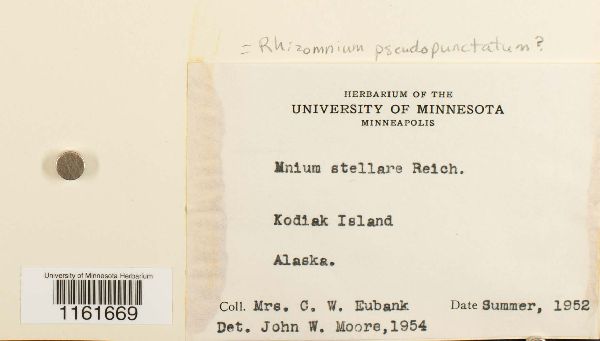 = Rhizomnium pseudopunctatum?
HERBARIUM OF THE
UNIVERSITY OF MINNESOTA
MINNEAPOLIS
Mnium stellare Reich.
Kodiak Island
Alaska.
Coll. Mrs. C. W. Eubank Date Summer, 1952
Det. John W. Moore,1954
University of Minnesota Herbarium
1161669